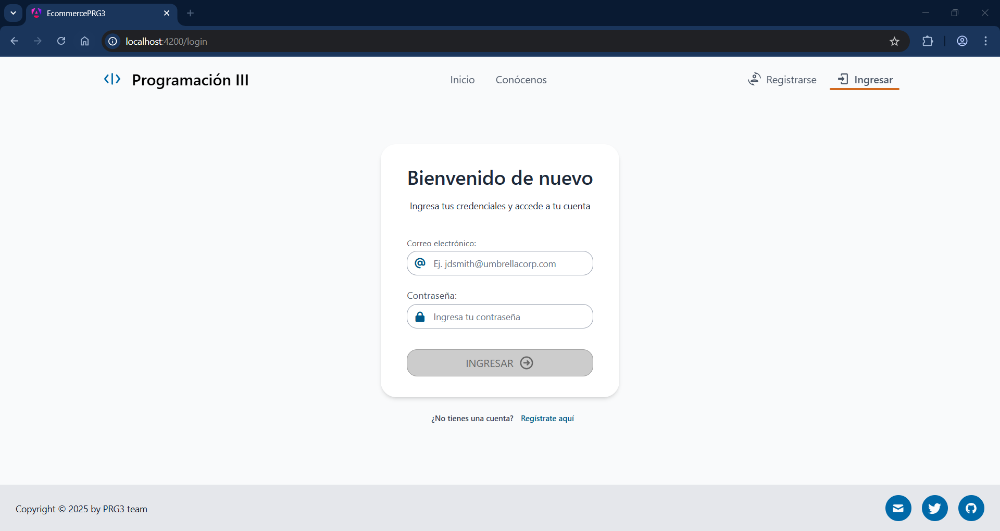 EcommercePRG3
localhost:4200/login
Programación III
Inicio
Conócenos
Registrarse
Ingresar
Bienvenido de nuevo
Ingresa tus credenciales y accede a tu cuenta
Correo electrónico:
Ej. jdsmith@umbrellacorp.com
Contraseña:
Ingresa tu contraseña
INGRESAR
¿No tienes una cuenta? Regístrate aquí
Copyright © 2025 by PRG3 team